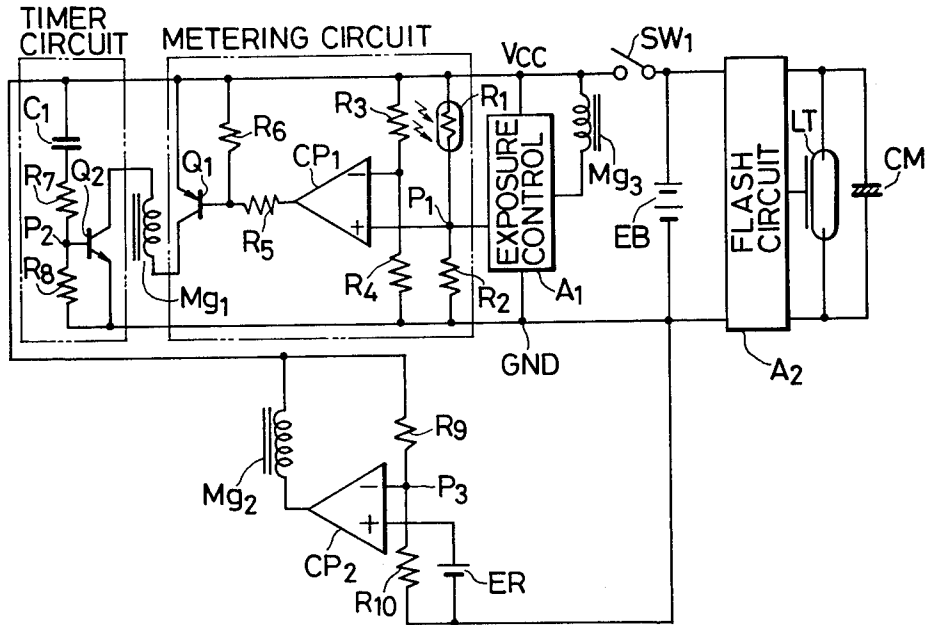 TIMER
CIRCUIT
METERING CIRCUIT
VCC
SW1
C1
R6
R3
R1
Q1
CP1
−
+
R5
P1
R7
Q2
P2
R8
Mg1
R4
R2
EXPOSURE
CONTROL
A1
Mg3
EB
FLASH
CIRCUIT
LT
CM
GND
A2
R9
Mg2
−
+
P3
CP2
R10
ER